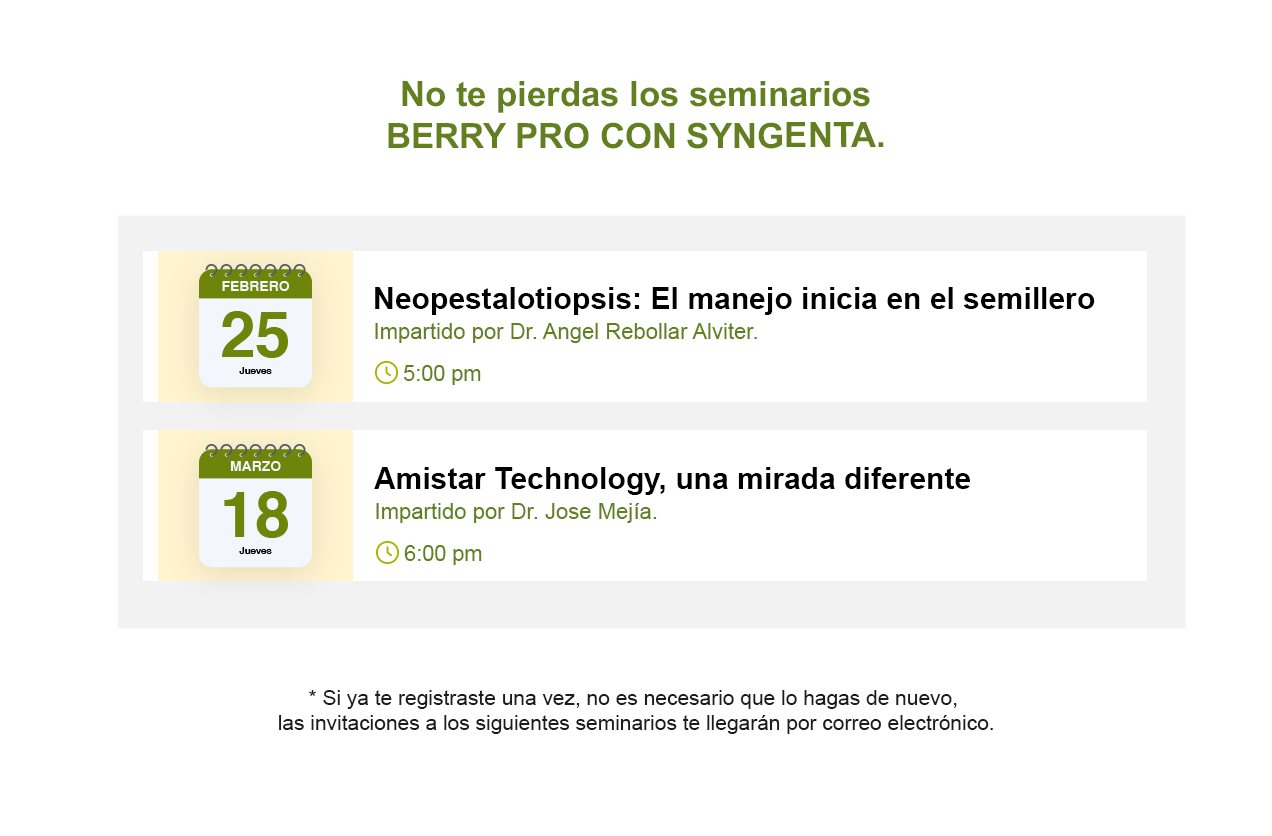 No te pierdas los seminarios
BERRY PRO CON SYNGENTA.
FEBRERO
25
Jueves
Neopestalotiopsis: El manejo inicia en el semillero
Impartido por Dr. Angel Rebollar Alviter.
5:00 pm
MARZO
18
Jueves
Amistar Technology, una mirada diferente
Impartido por Dr. Jose Mejía.
6:00 pm
* Si ya te registraste una vez, no es necesario que lo hagas de nuevo,
las invitaciones a los siguientes seminarios te llegarán por correo electrónico.